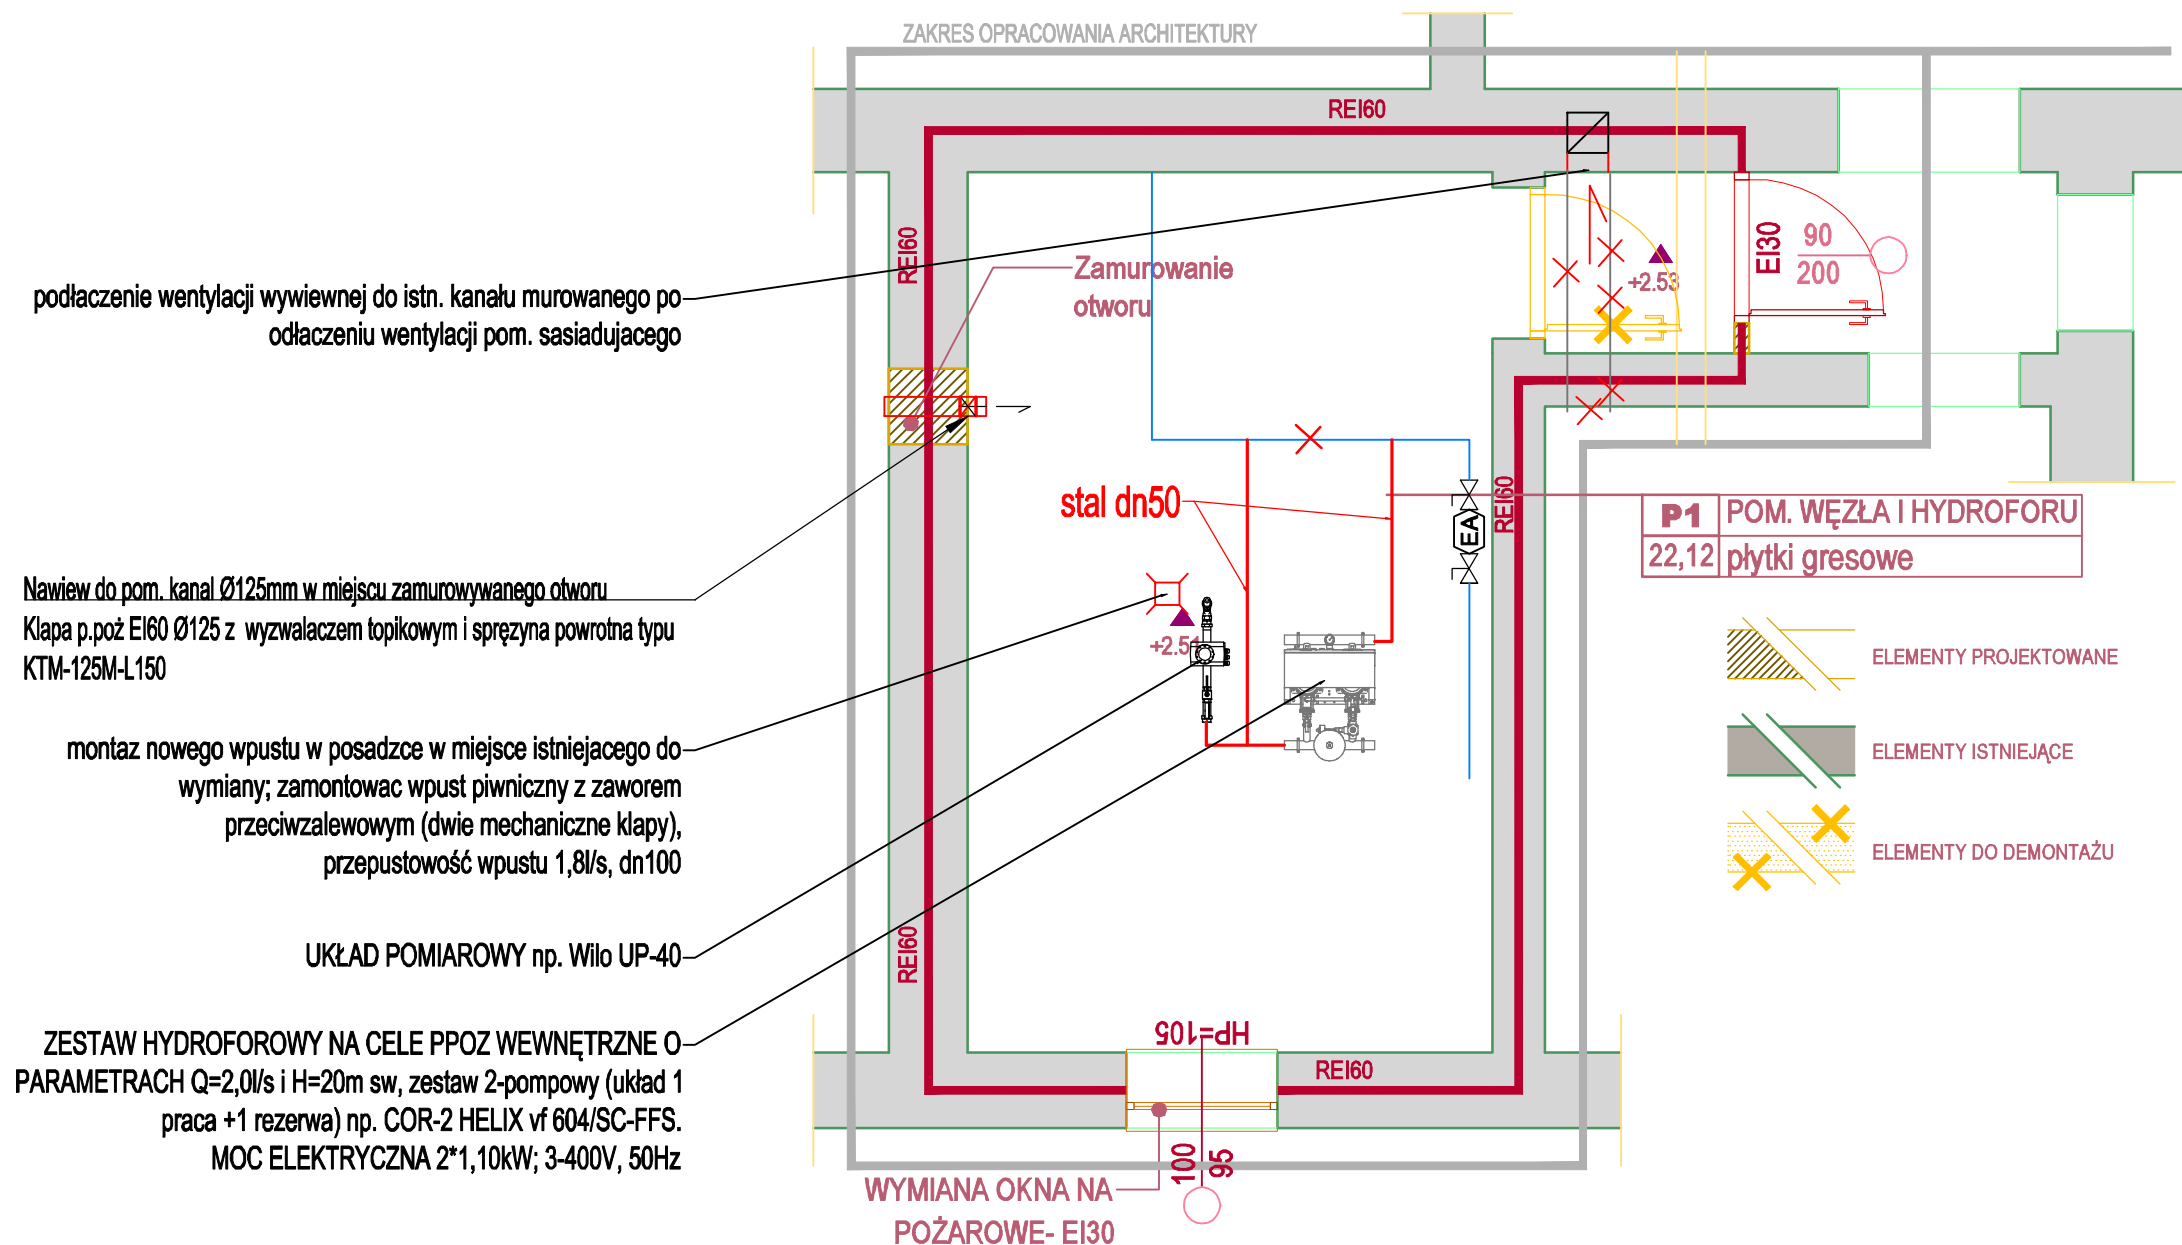 ZAKRES OPRACOWANIA ARCHITEKTURY
REI60
REI60
podłaczenie wentylacji wywiewnej do istn. kanału murowanego po
odłaczeniu wentylacji pom. sasiadujacego
Zamurowanie
otworu
+2.53
EI30
90
200
stal dn50
EA
REI60
P1 POM. WĘZŁA I HYDROFORU
22,12 płytki gresowe
Nawiew do pom. kanal Ø125mm w miejscu zamurowywanego otworu
Klapa p.poż EI60 Ø125 z wyzwalaczem topikowym i sprężyna powrotna typu
KTM-125M-L150
+2.51
ELEMENTY PROJEKTOWANE
ELEMENTY ISTNIEJĄCE
ELEMENTY DO DEMONTAŻU
montaz nowego wpustu w posadzce w miejsce istniejacego do
wymiany; zamontowac wpust piwniczny z zaworem
przeciwzalewowym (dwie mechaniczne klapy),
przepustowość wpustu 1,8l/s, dn100
UKŁAD POMIAROWY np. Wilo UP-40
REI60
ZESTAW HYDROFOROWY NA CELE PPOZ WEWNĘTRZNE O
PARAMETRACH Q=2,0l/s i H=20m sw, zestaw 2-pompowy (układ 1
praca +1 rezerwa) np. COR-2 HELIX vf 604/SC-FFS.
MOC ELEKTRYCZNA 2*1,10kW; 3-400V, 50Hz
HP=105
REI60
100
95
WYMIANA OKNA NA
POŻAROWE- EI30